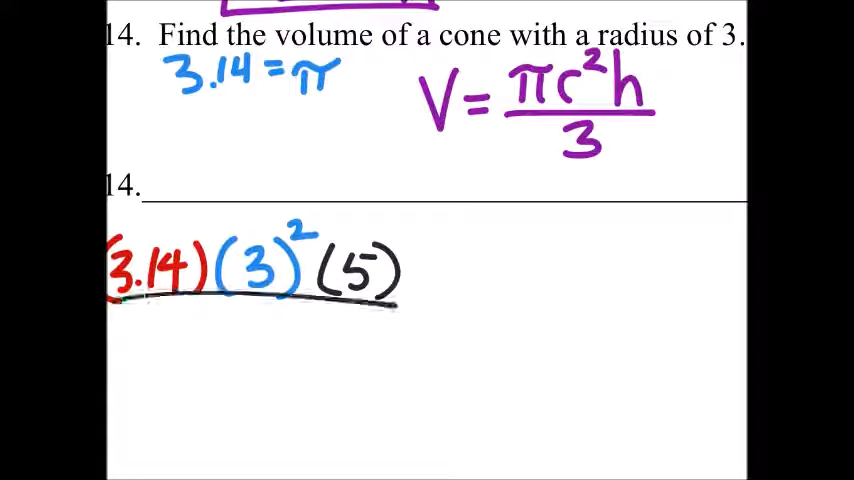 14. Find the volume of a cone with a radius of 3.
3.14 = π
V = πr²h
3
14.
(3.14)(3)²(5)